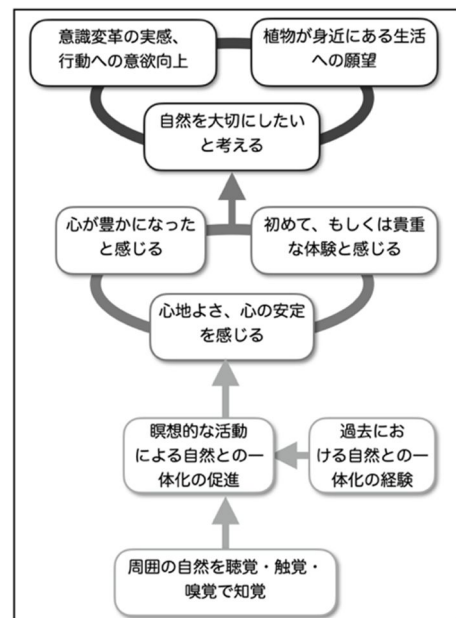 意識変革の実感、
行動への意欲向上
植物が身近にある生活
への願望
自然を大切にしたい
と考える
心が豊かになった
と感じる
初めて、もしくは貴重
な体験と感じる
心地よさ、心の安定
を感じる
瞑想的な活動
による自然との一
体化の促進
過去にお
ける自然との一
体化の経験
周囲の自然を聴覚・触覚・
嗅覚で知覚